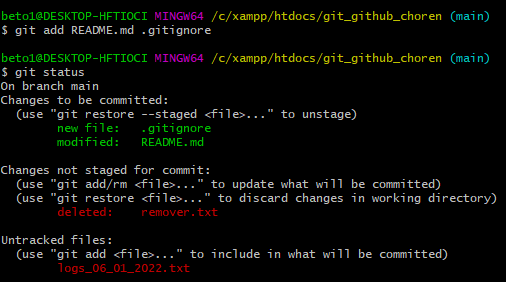 beto1@DESKTOP-HFTIOCI MINGW64 /c/xampp/htdocs/git_github_choren (main)
$ git add README.md .gitignore
beto1@DESKTOP-HFTIOCI MINGW64 /c/xampp/htdocs/git_github_choren (main)
$ git status
On branch main
Changes to be committed:
  (use "git restore --staged <file>..." to unstage)
        new file:   .gitignore
        modified:   README.md
Changes not staged for commit:
  (use "git add/rm <file>..." to update what will be committed)
  (use "git restore <file>..." to discard changes in working directory)
        deleted:    remover.txt
Untracked files:
  (use "git add <file>..." to include in what will be committed)
        logs_06_01_2022.txt